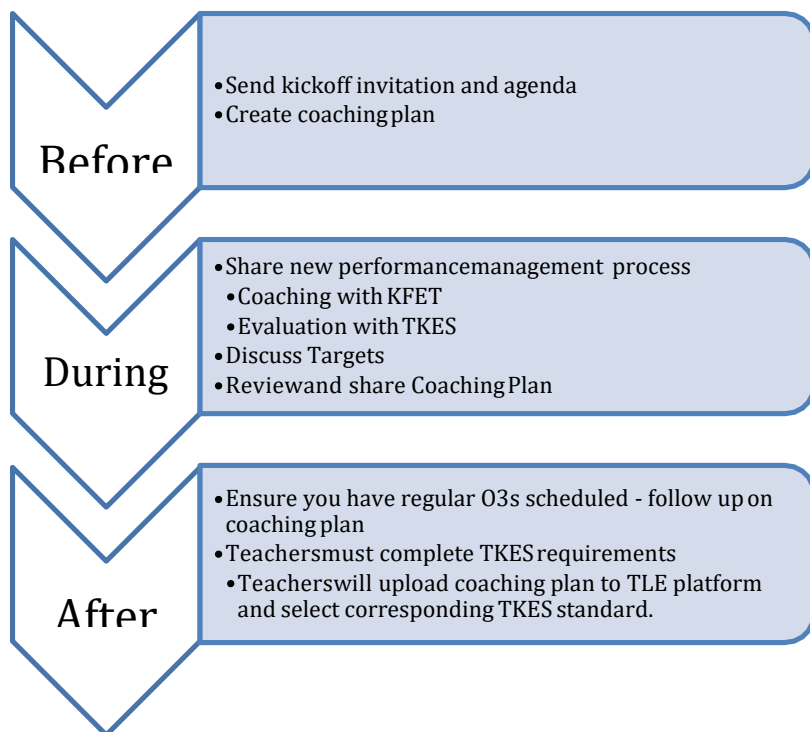 Before
•Send kickoff invitation and agenda
•Create coaching plan
During
•Share new performancemanagement process
•Coaching with KFET
•Evaluation with TKES
•Discuss Targets
•Reviewand share Coaching Plan
After
•Ensure you have regular O3s scheduled - follow up on
coaching plan
•Teachersmust complete TKES requirements
•Teacherswill upload coaching plan to TLE platform
and select corresponding TKES standard.